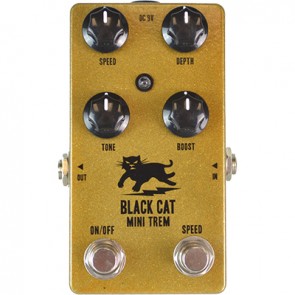 DC 9V
SPEED
DEPTH
TONE
BOOST
OUT
IN
BLACK CAT
MINI TREM
ON/OFF
SPEED